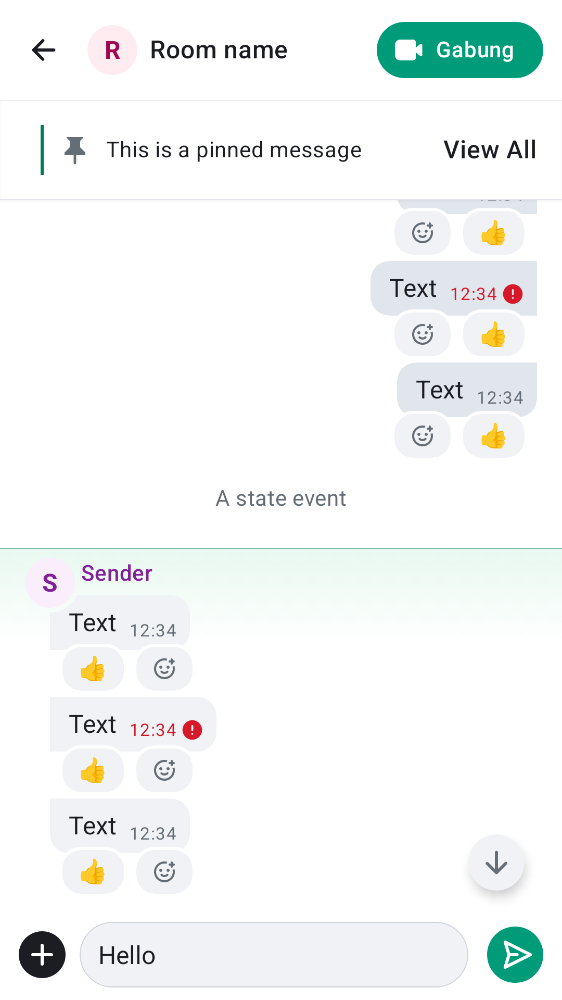 R Room name Gabung
This is a pinned message View All
Text 12:34
Text 12:34
A state event
S Sender
Text 12:34
Text 12:34
Text 12:34
Hello